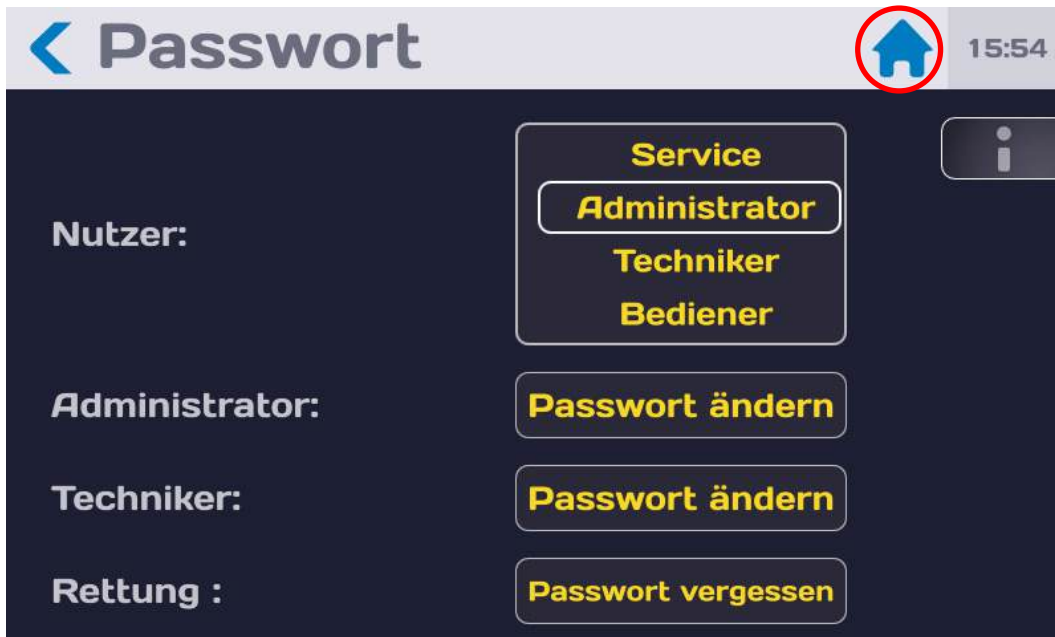 Passwort
15:54
Nutzer:
Service
Administrator
Techniker
Bediener
Administrator:
Passwort ändern
Techniker:
Passwort ändern
Rettung :
Passwort vergessen